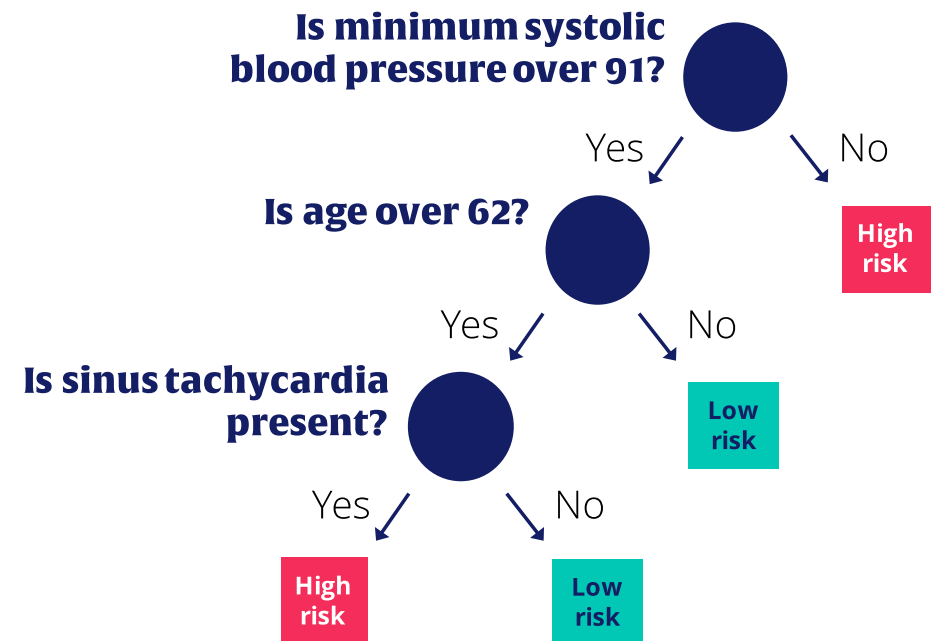 Is minimum systolic
blood pressure over 91?
Yes
No
Is age over 62?
High
risk
Yes
No
Is sinus tachycardia
present?
Low
risk
Yes
No
High
risk
Low
risk